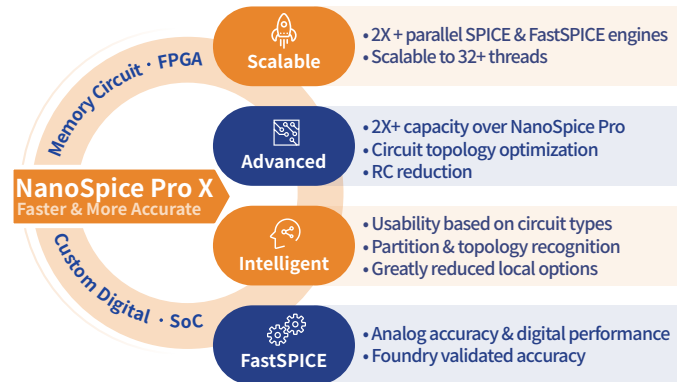 Memory Circuit · FPGA
NanoSpice Pro X
Faster & More Accurate
Custom Digital · SoC
Scalable
• 2X+ parallel SPICE & FastSPICE engines
• Scalable to 32+ threads
Advanced
• 2X+ capacity over NanoSpice Pro
• Circuit topology optimization
• RC reduction
Intelligent
• Usability based on circuit types
• Partition & topology recognition
• Greatly reduced local options
FastSPICE
• Analog accuracy & digital performance
• Foundry validated accuracy